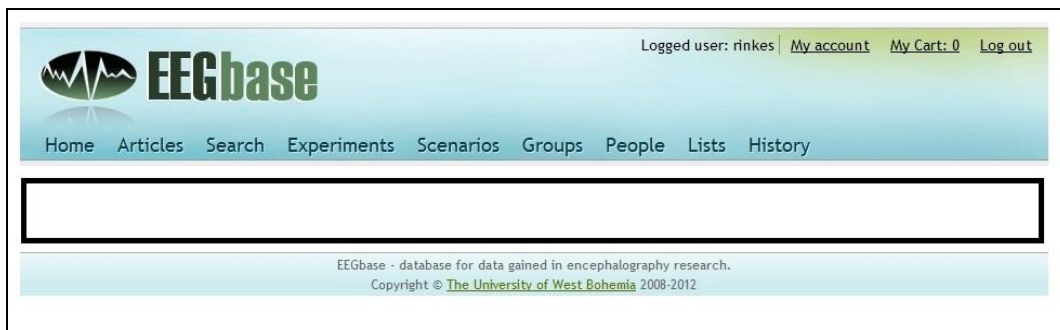 Logged user: rinkes My account My Cart: 0 Log out
EEGbase
Home Articles Search Experiments Scenarios Groups People Lists History
EEGbase - database for data gained in encephalography research.
Copyright © The University of West Bohemia 2008-2012